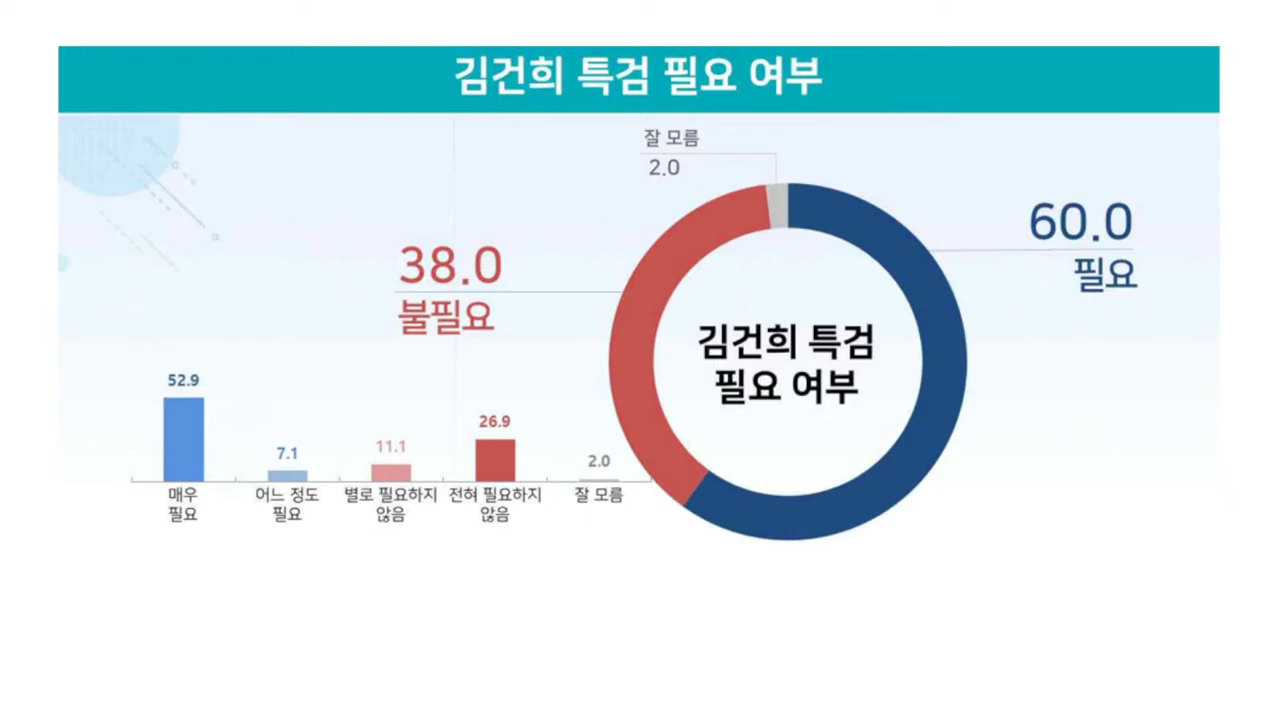 김건희 특검 필요 여부
잘 모름
2.0
60.0
필요
38.0
불필요
김건희 특검
필요 여부
52.9
7.1
11.1
26.9
2.0
매우
필요
어느 정도
필요
별로 필요하지
않음
전혀 필요하지
않음
잘 모름